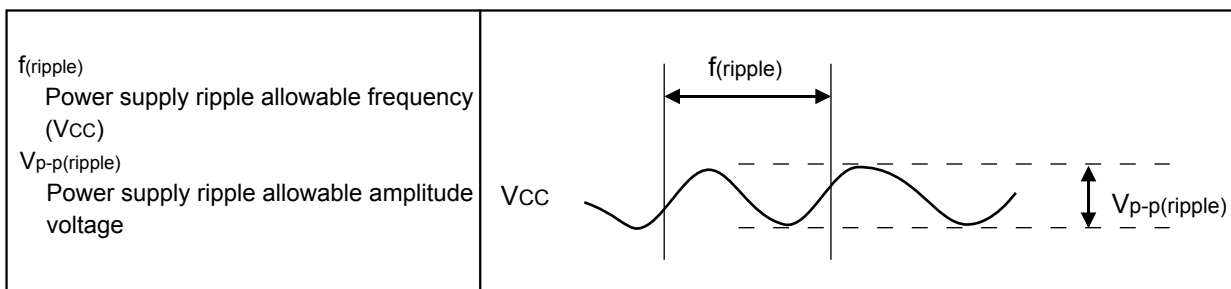 f(ripple)
Power supply ripple allowable frequency
(VCC)
Vp-p(ripple)
Power supply ripple allowable amplitude
voltage
f(ripple)
VCC
Vp-p(ripple)